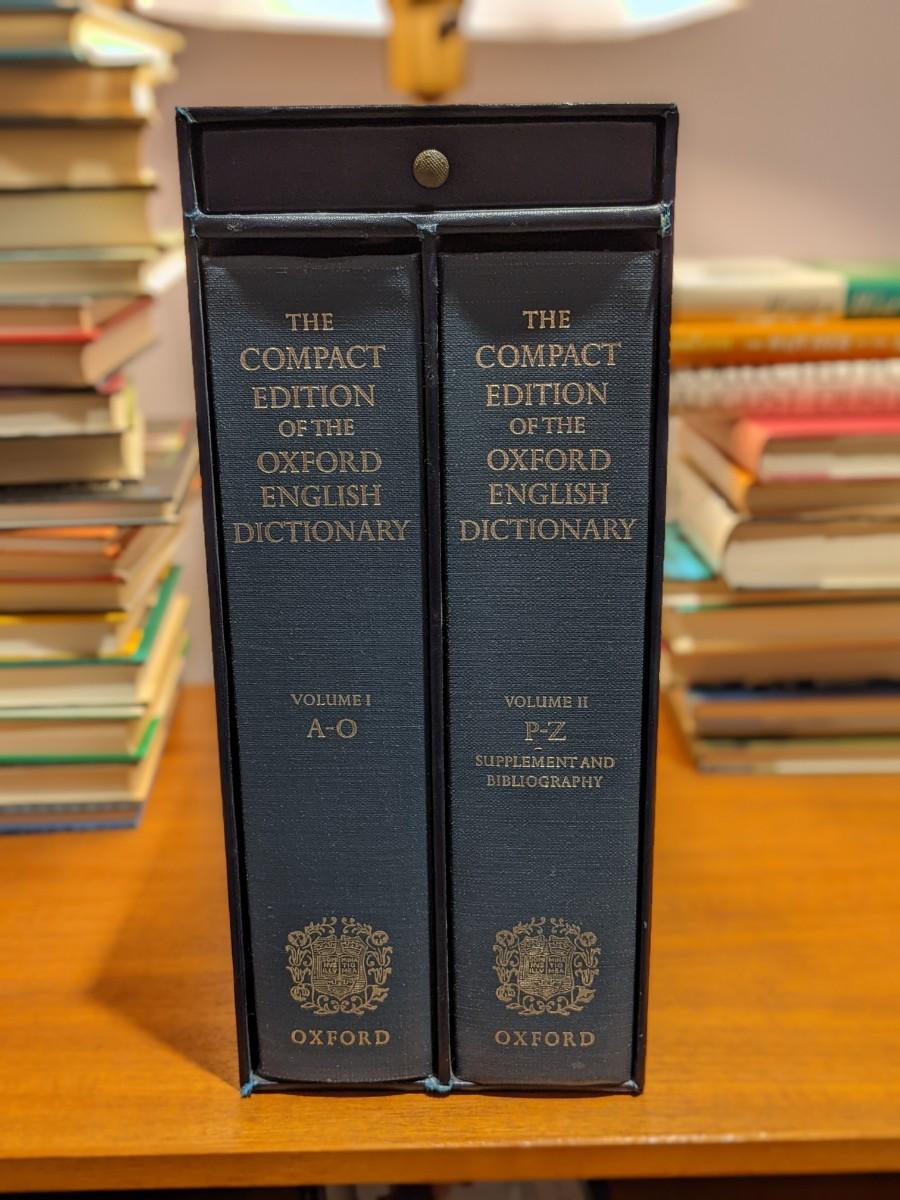 THE
COMPACT
EDITION
OF THE
OXFORD
ENGLISH
DICTIONARY
VOLUME I
A-O
OXFORD
THE
COMPACT
EDITION
OF THE
OXFORD
ENGLISH
DICTIONARY
VOLUME II
P-Z
SUPPLEMENT AND
BIBLIOGRAPHY
OXFORD